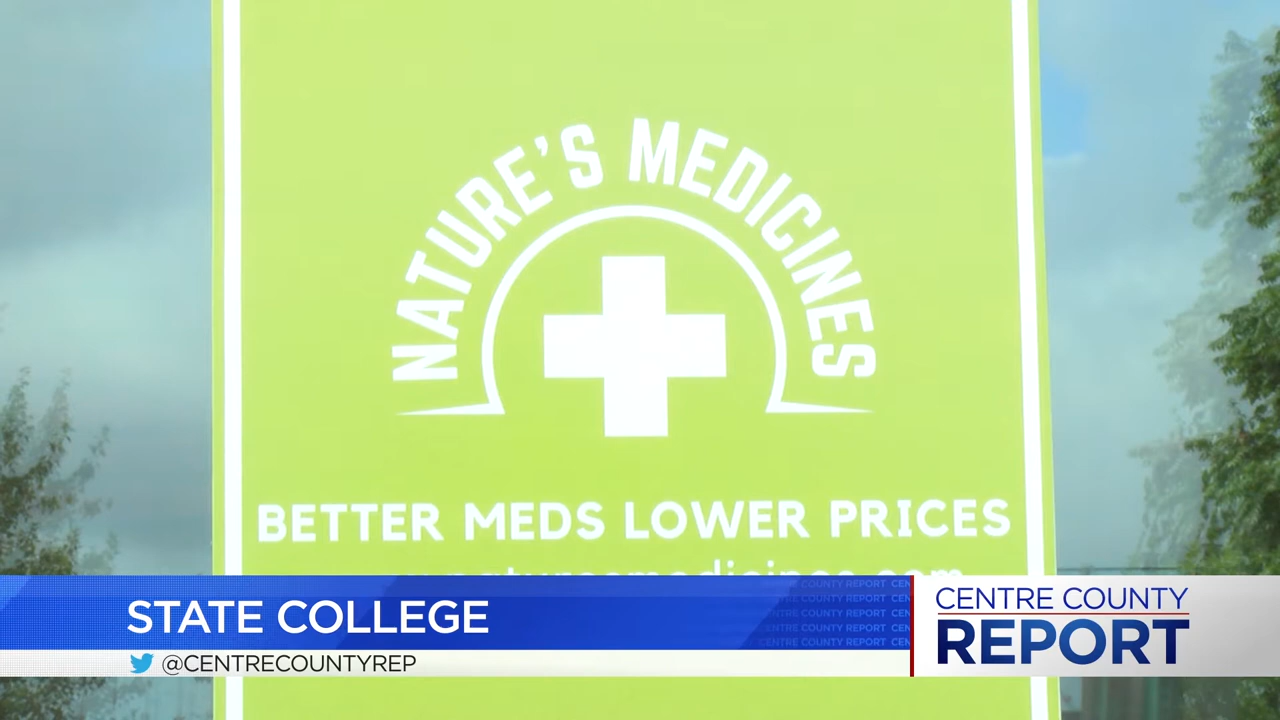 NATURE'S MEDICINES
BETTER MEDS LOWER PRICES
STATE COLLEGE
@CENTRECOUNTYREP
CENTRE COUNTY
REPORT